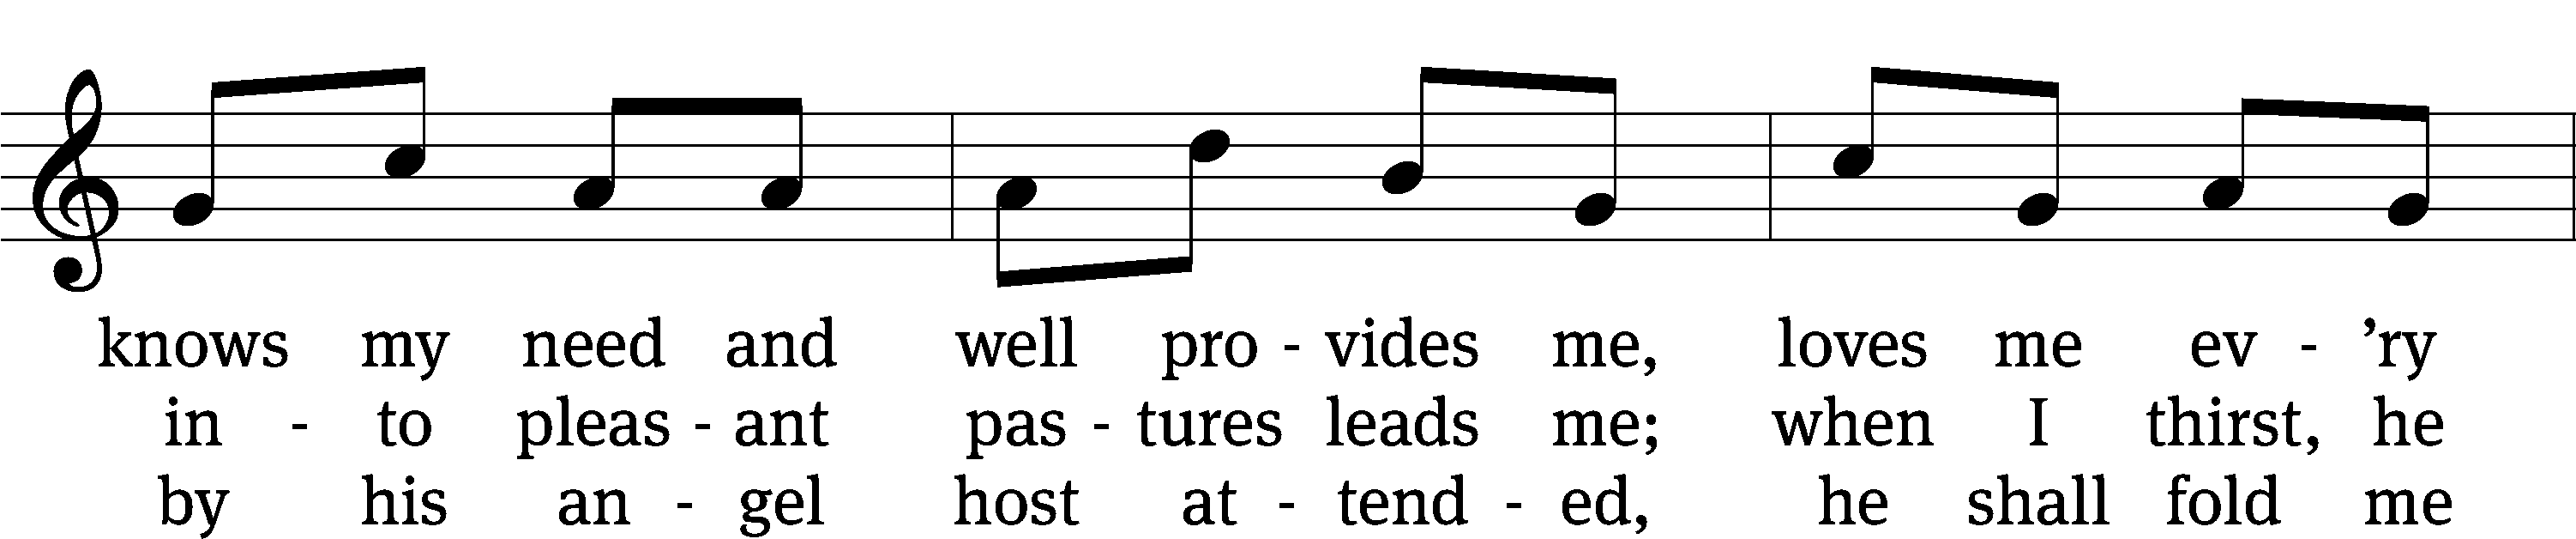 knows my need and well pro - vides me, loves me ev - ’ry
in - to pleas - ant pas - tures leads me; when I thirst, he
by his an - gel host at - tend - ed, he shall fold me